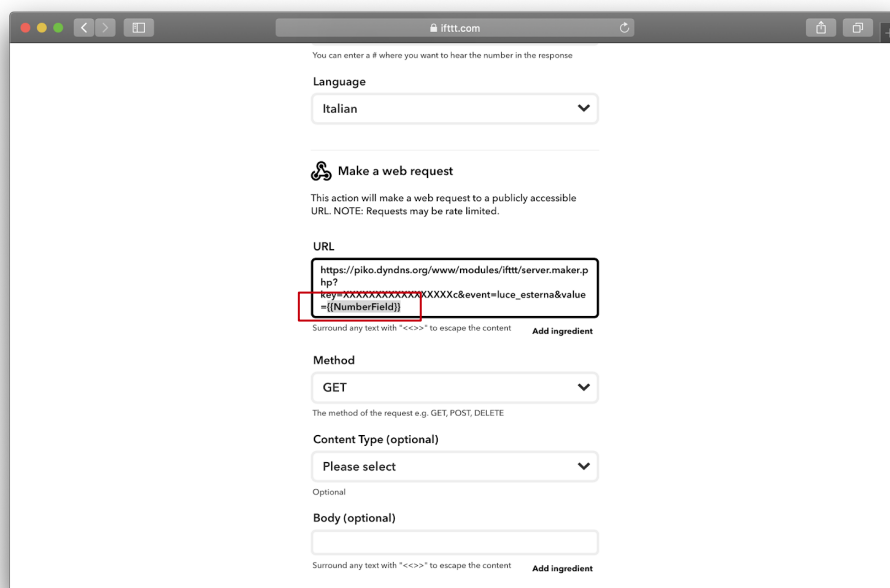 ifttt.com
You can enter a # where you want to hear the number in the response
Language
Italian
Make a web request
This action will make a web request to a publicly accessible
URL. NOTE: Requests may be rate limited.
URL
https://piko.dyndns.org/www/modules/ifttt/server.maker.p
hp?
key=XXXXXXXXXXXXXXXXXc&event=luce_esterna&value
={{NumberField}}
Surround any text with "<<>>" to escape the content Add ingredient
Method
GET
The method of the request e.g. GET, POST, DELETE
Content Type (optional)
Please select
Optional
Body (optional)
Surround any text with "<<>>" to escape the content Add ingredient